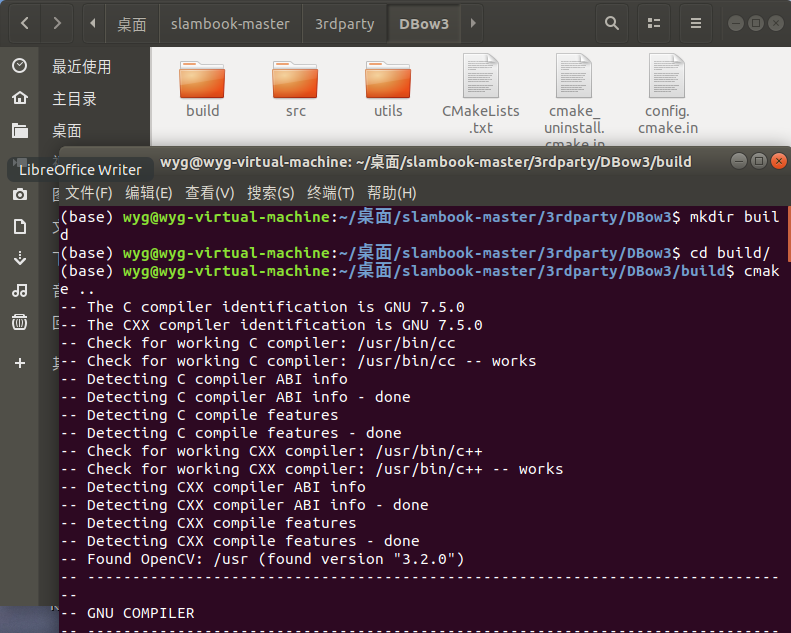 桌面 slambook-master 3rdparty DBow3
最近使用
主目录
桌面
build src utils CMakeLists.txt cmake_uninstall.cmake.in config.cmake.in
LibreOffice Writer
wyg@wyg-virtual-machine: ~/桌面/slambook-master/3rdparty/DBow3/build
文件(F) 编辑(E) 查看(V) 搜索(S) 终端(T) 帮助(H)
(base) wyg@wyg-virtual-machine:~/桌面/slambook-master/3rdparty/DBow3$ mkdir buil
d
(base) wyg@wyg-virtual-machine:~/桌面/slambook-master/3rdparty/DBow3$ cd build/
(base) wyg@wyg-virtual-machine:~/桌面/slambook-master/3rdparty/DBow3/build$ cmak
e ..
-- The C compiler identification is GNU 7.5.0
-- The CXX compiler identification is GNU 7.5.0
-- Check for working C compiler: /usr/bin/cc
-- Check for working C compiler: /usr/bin/cc -- works
-- Detecting C compiler ABI info
-- Detecting C compiler ABI info - done
-- Detecting C compile features
-- Detecting C compile features - done
-- Check for working CXX compiler: /usr/bin/c++
-- Check for working CXX compiler: /usr/bin/c++ -- works
-- Detecting CXX compiler ABI info
-- Detecting CXX compiler ABI info - done
-- Detecting CXX compile features
-- Detecting CXX compile features - done
-- Found OpenCV: /usr (found version "3.2.0")
-- -----------------------------------------------------------------------------
--
-- GNU COMPILER
-- -----------------------------------------------------------------------------